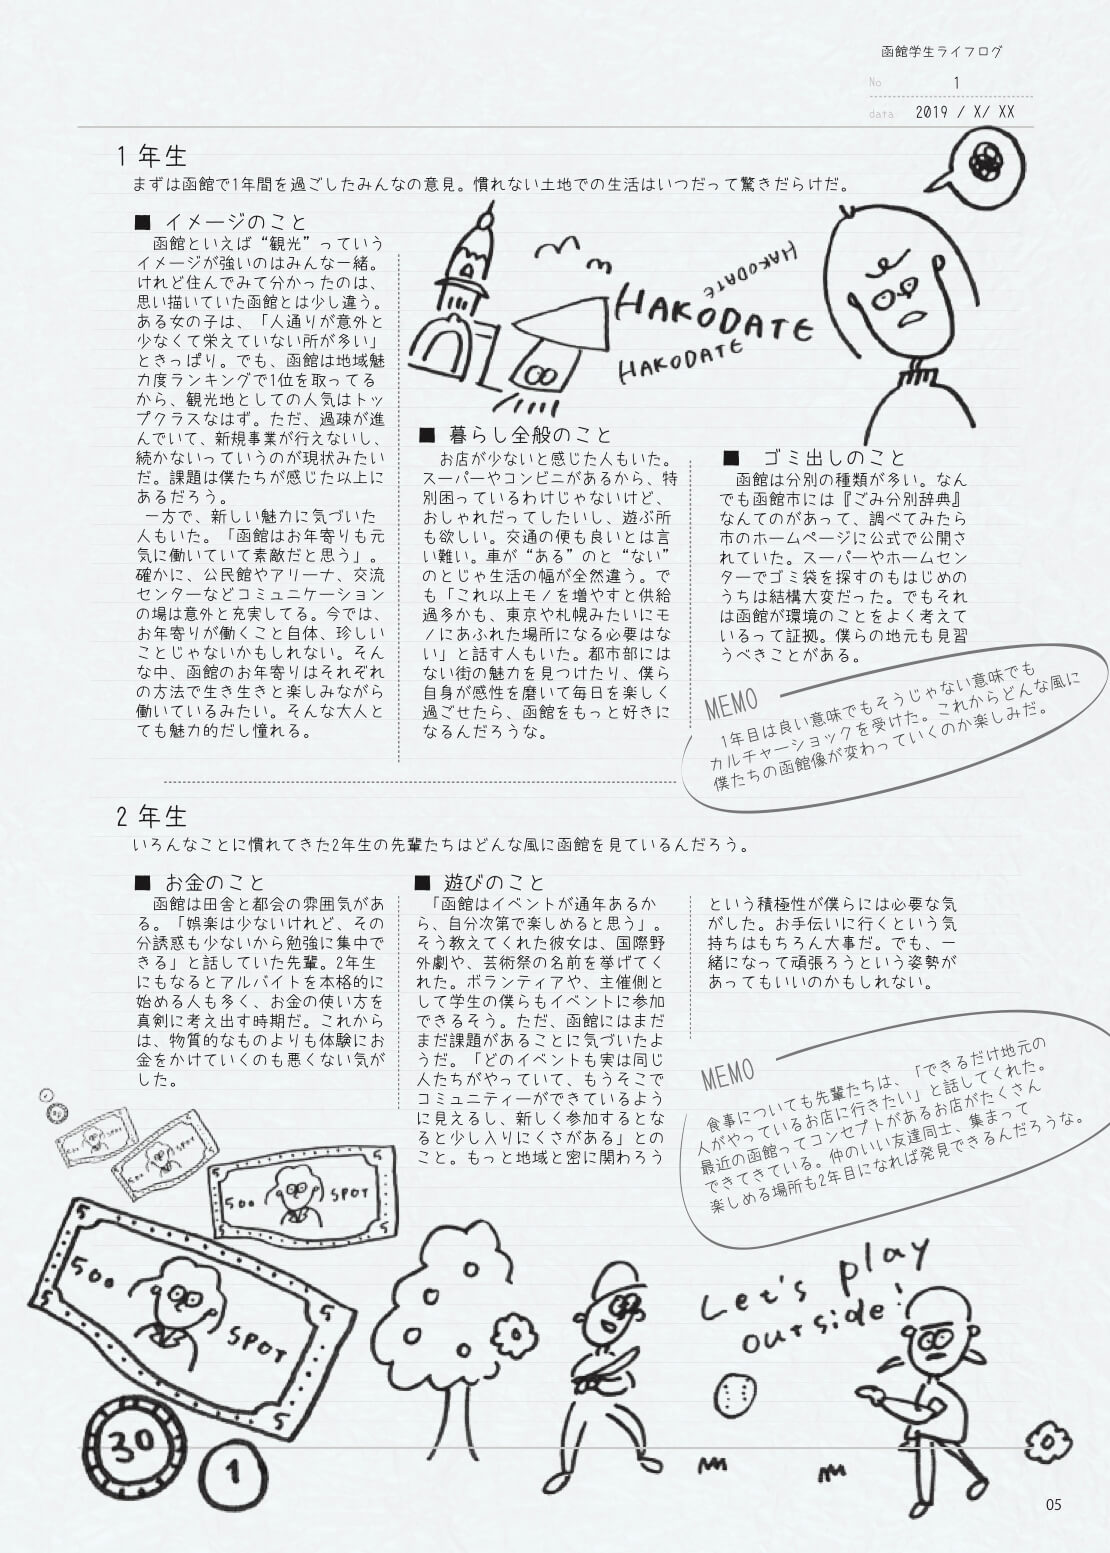 函館学生ライフログ
No 1
data 2019 / X/ XX
1年生
まずは函館で1年間を過ごしたみんなの意見。慣れない土地での生活はいつだって驚きだらけだ。
■ イメージのこと
函館といえば“観光”っていう
イメージが強いのはみんな一緒。
けれど住んでみて分かったのは、
思い描いていた函館とは少し違う。
ある女の子は、「人通りが意外と
少なくて栄えていない所が多い」
ときっぱり。でも、函館は地域魅
力度ランキングで1位を取ってる
から、観光地としての人気はトッ
プクラスなはず。ただ、過疎が進
んでいて、新規事業が行えないし、
続かないっていうのが現状みたい
だ。課題は僕たちが感じた以上に
あるだろう。
一方で、新しい魅力に気づいた
人もいた。「函館はお年寄りも元
気に働いていて素敵だと思う」。
確かに、公民館やアリーナ、交流
センターなどコミュニケーション
の場は意外と充実してる。今では、
お年寄りが働くこと自体、珍しい
ことじゃないかもしれない。そん
な中、函館のお年寄りはそれぞれ
の方法で生き生きと楽しみながら
働いているみたい。そんな大人と
ても魅力的だし憧れる。
HAKODATE
HAKODATE
HAKODATE
HAKODATE
■ 暮らし全般のこと
お店が少ないと感じた人もいた。
スーパーやコンビニがあるから、特
別困っているわけじゃないけど、
おしゃれだってしたいし、遊ぶ所
も欲しい。交通の便も良いとは言
い難い。車が“ある”のと“ない”
のとじゃ生活の幅が全然違う。で
も「これ以上モノを増やすと供給
過多かも、東京や札幌みたいにモ
ノにあふれた場所になる必要はな
い」と話す人もいた。都市部には
ない街の魅力を見つけたり、僕ら
自身が感性を磨いて毎日を楽しく
過ごせたら、函館をもっと好きに
なるんだろうな。
■ ゴミ出しのこと
函館は分別の種類が多い。なん
でも函館市には『ごみ分別辞典』
なんてのがあって、調べてみたら
市のホームページに公式で公開さ
れていた。スーパーやホームセン
ターでゴミ袋を探すのもはじめの
うちは結構大変だった。でもそれ
は函館が環境のことをよく考えて
いるって証拠。僕らの地元も見習
うべきことがある。
MEMO
1年目は良い意味でもそうじゃない意味でも
カルチャーショックを受けた。これからどんな風に
僕たちの函館像が変わっていくのか楽しみだ。
2年生
いろんなことに慣れてきた2年生の先輩たちはどんな風に函館を見ているんだろう。
■ お金のこと
函館は田舎と都会の雰囲気があ
る。「娯楽は少ないけれど、その
分誘惑も少ないから勉強に集中で
きる」と話していた先輩。2年生
にもなるとアルバイトを本格的に
始める人も多く、お金の使い方を
真剣に考え出す時期だ。これから
は、物質的なものよりも体験にお
金をかけていくのも悪くない気が
した。
■ 遊びのこと
「函館はイベントが通年あるか
ら、自分次第で楽しめると思う」。
そう教えてくれた彼女は、国際野
外劇や、芸術祭の名前を挙げてく
れた。ボランティアや、主催側と
して学生の僕らもイベントに参加
できるそう。ただ、函館にはまだ
まだ課題があることに気づいたよ
うだ。「どのイベントも実は同じ
人たちがやっていて、もうそこで
コミュニティーができているよう
に見えるし、新しく参加するとな
ると少し入りにくさがある」との
こと。もっと地域と密に関わろう
という積極性が僕らには必要な気
がした。お手伝いに行くという気
持ちはもちろん大事だ。でも、一
緒になって頑張ろうという姿勢が
あってもいいのかもしれない。
MEMO
食事についても先輩たちは、「できるだけ地元の
人がやっているお店に行きたい」と話してくれた。
最近の函館ってコンセプトがあるお店がたくさん
できてきている。仲のいい友達同士、集まって
楽しめる場所も2年目になれば発見できるんだろうな。
500 SPOT
5
5
5
500 SPOT
5
5
5
30
1
Let's play
outside!
05